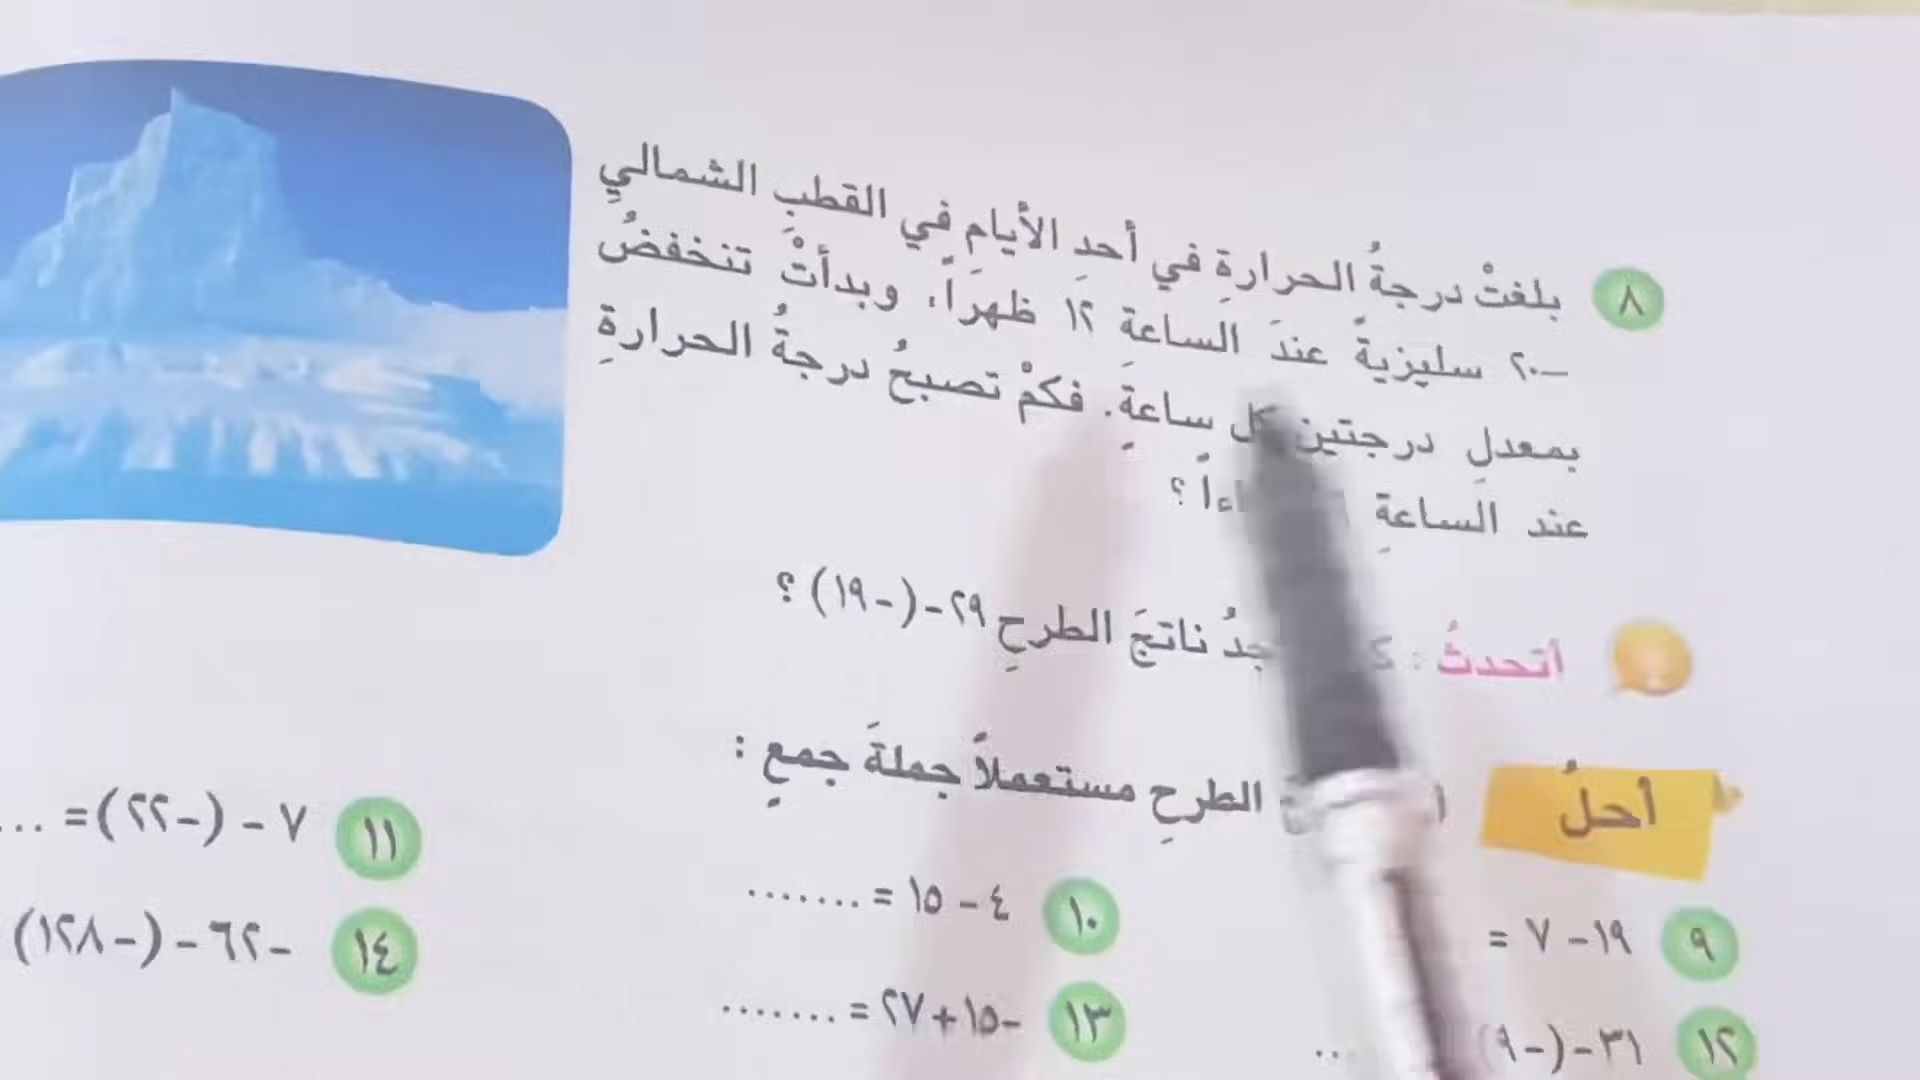 ٨ بلغتْ درجةُ الحرارةِ في أحدِ الأيامِ في القطبِ الشمالي
–٢٠ سليزيةً عندَ الساعةَ ١٢ ظهراً، وبدأتْ تنخفضُ
بمعدلِ درجتين كل ساعةٍ. فكمْ تصبحُ درجةُ الحرارةِ
عند الساعةِ ؟
أتحدثُ : ناتجَ الطرحِ ٢٩-(-١٩) ؟
أحلُ الطرحِ مستعملاً جملةَ جمعٍ :
٩ ١٩- ٧ =
١٠ ٤ - ١٥ = .......
١١ ٧ - (-٢٢)= ...
١٢ ٣١-(-٩) ..
١٣ -١٥+٢٧ = .......
١٤ -٦٢ - (-١٢٨)